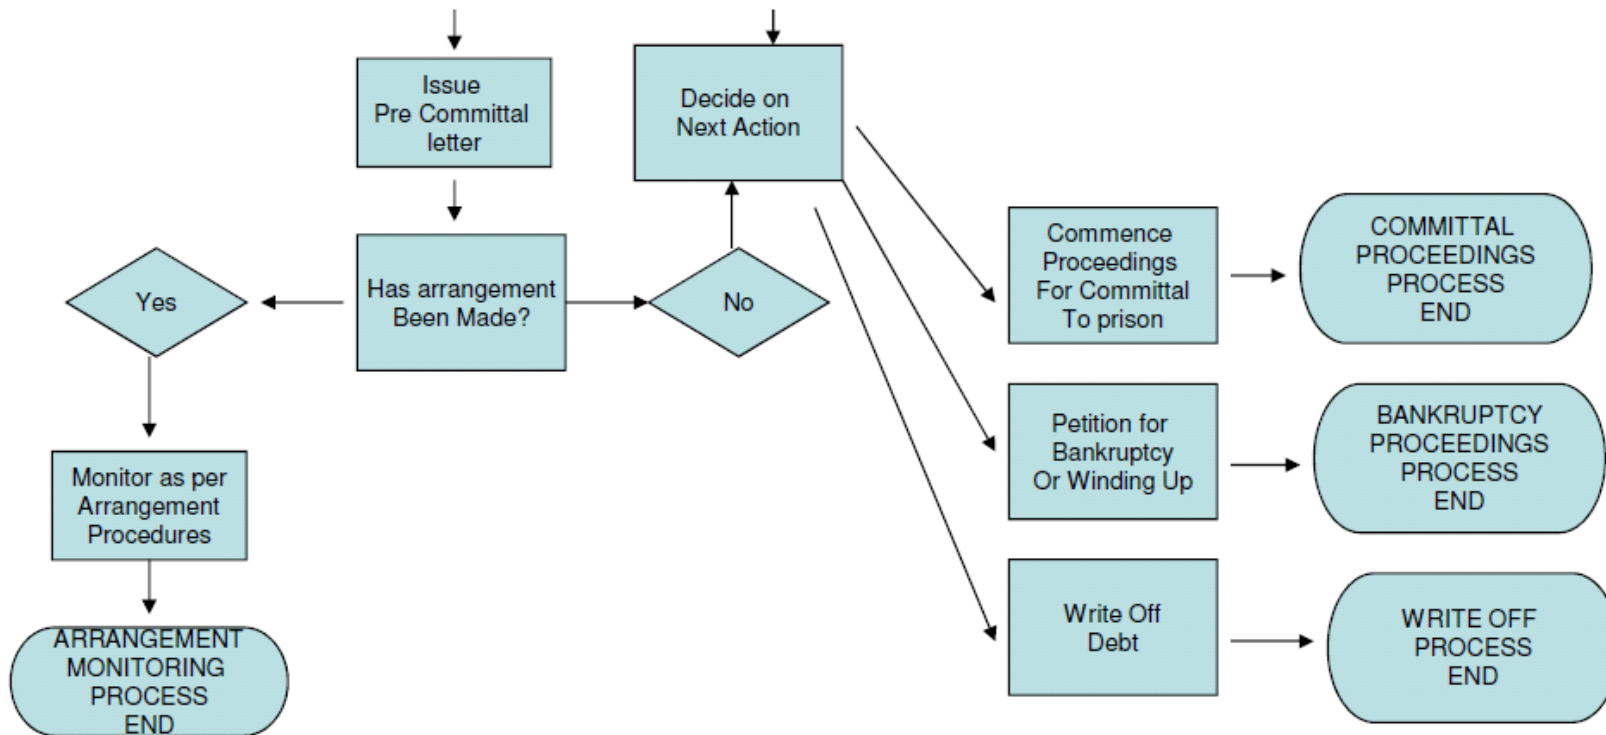 Issue
Pre Committal
letter
Decide on
Next Action
Yes
Has arrangement
Been Made?
No
Commence
Proceedings
For Committal
To prison
COMMITTAL
PROCEEDINGS
PROCESS
END
Monitor as per
Arrangement
Procedures
Petition for
Bankruptcy
Or Winding Up
BANKRUPTCY
PROCEEDINGS
PROCESS
END
ARRANGEMENT
MONITORING
PROCESS
END
Write Off
Debt
WRITE OFF
PROCESS
END